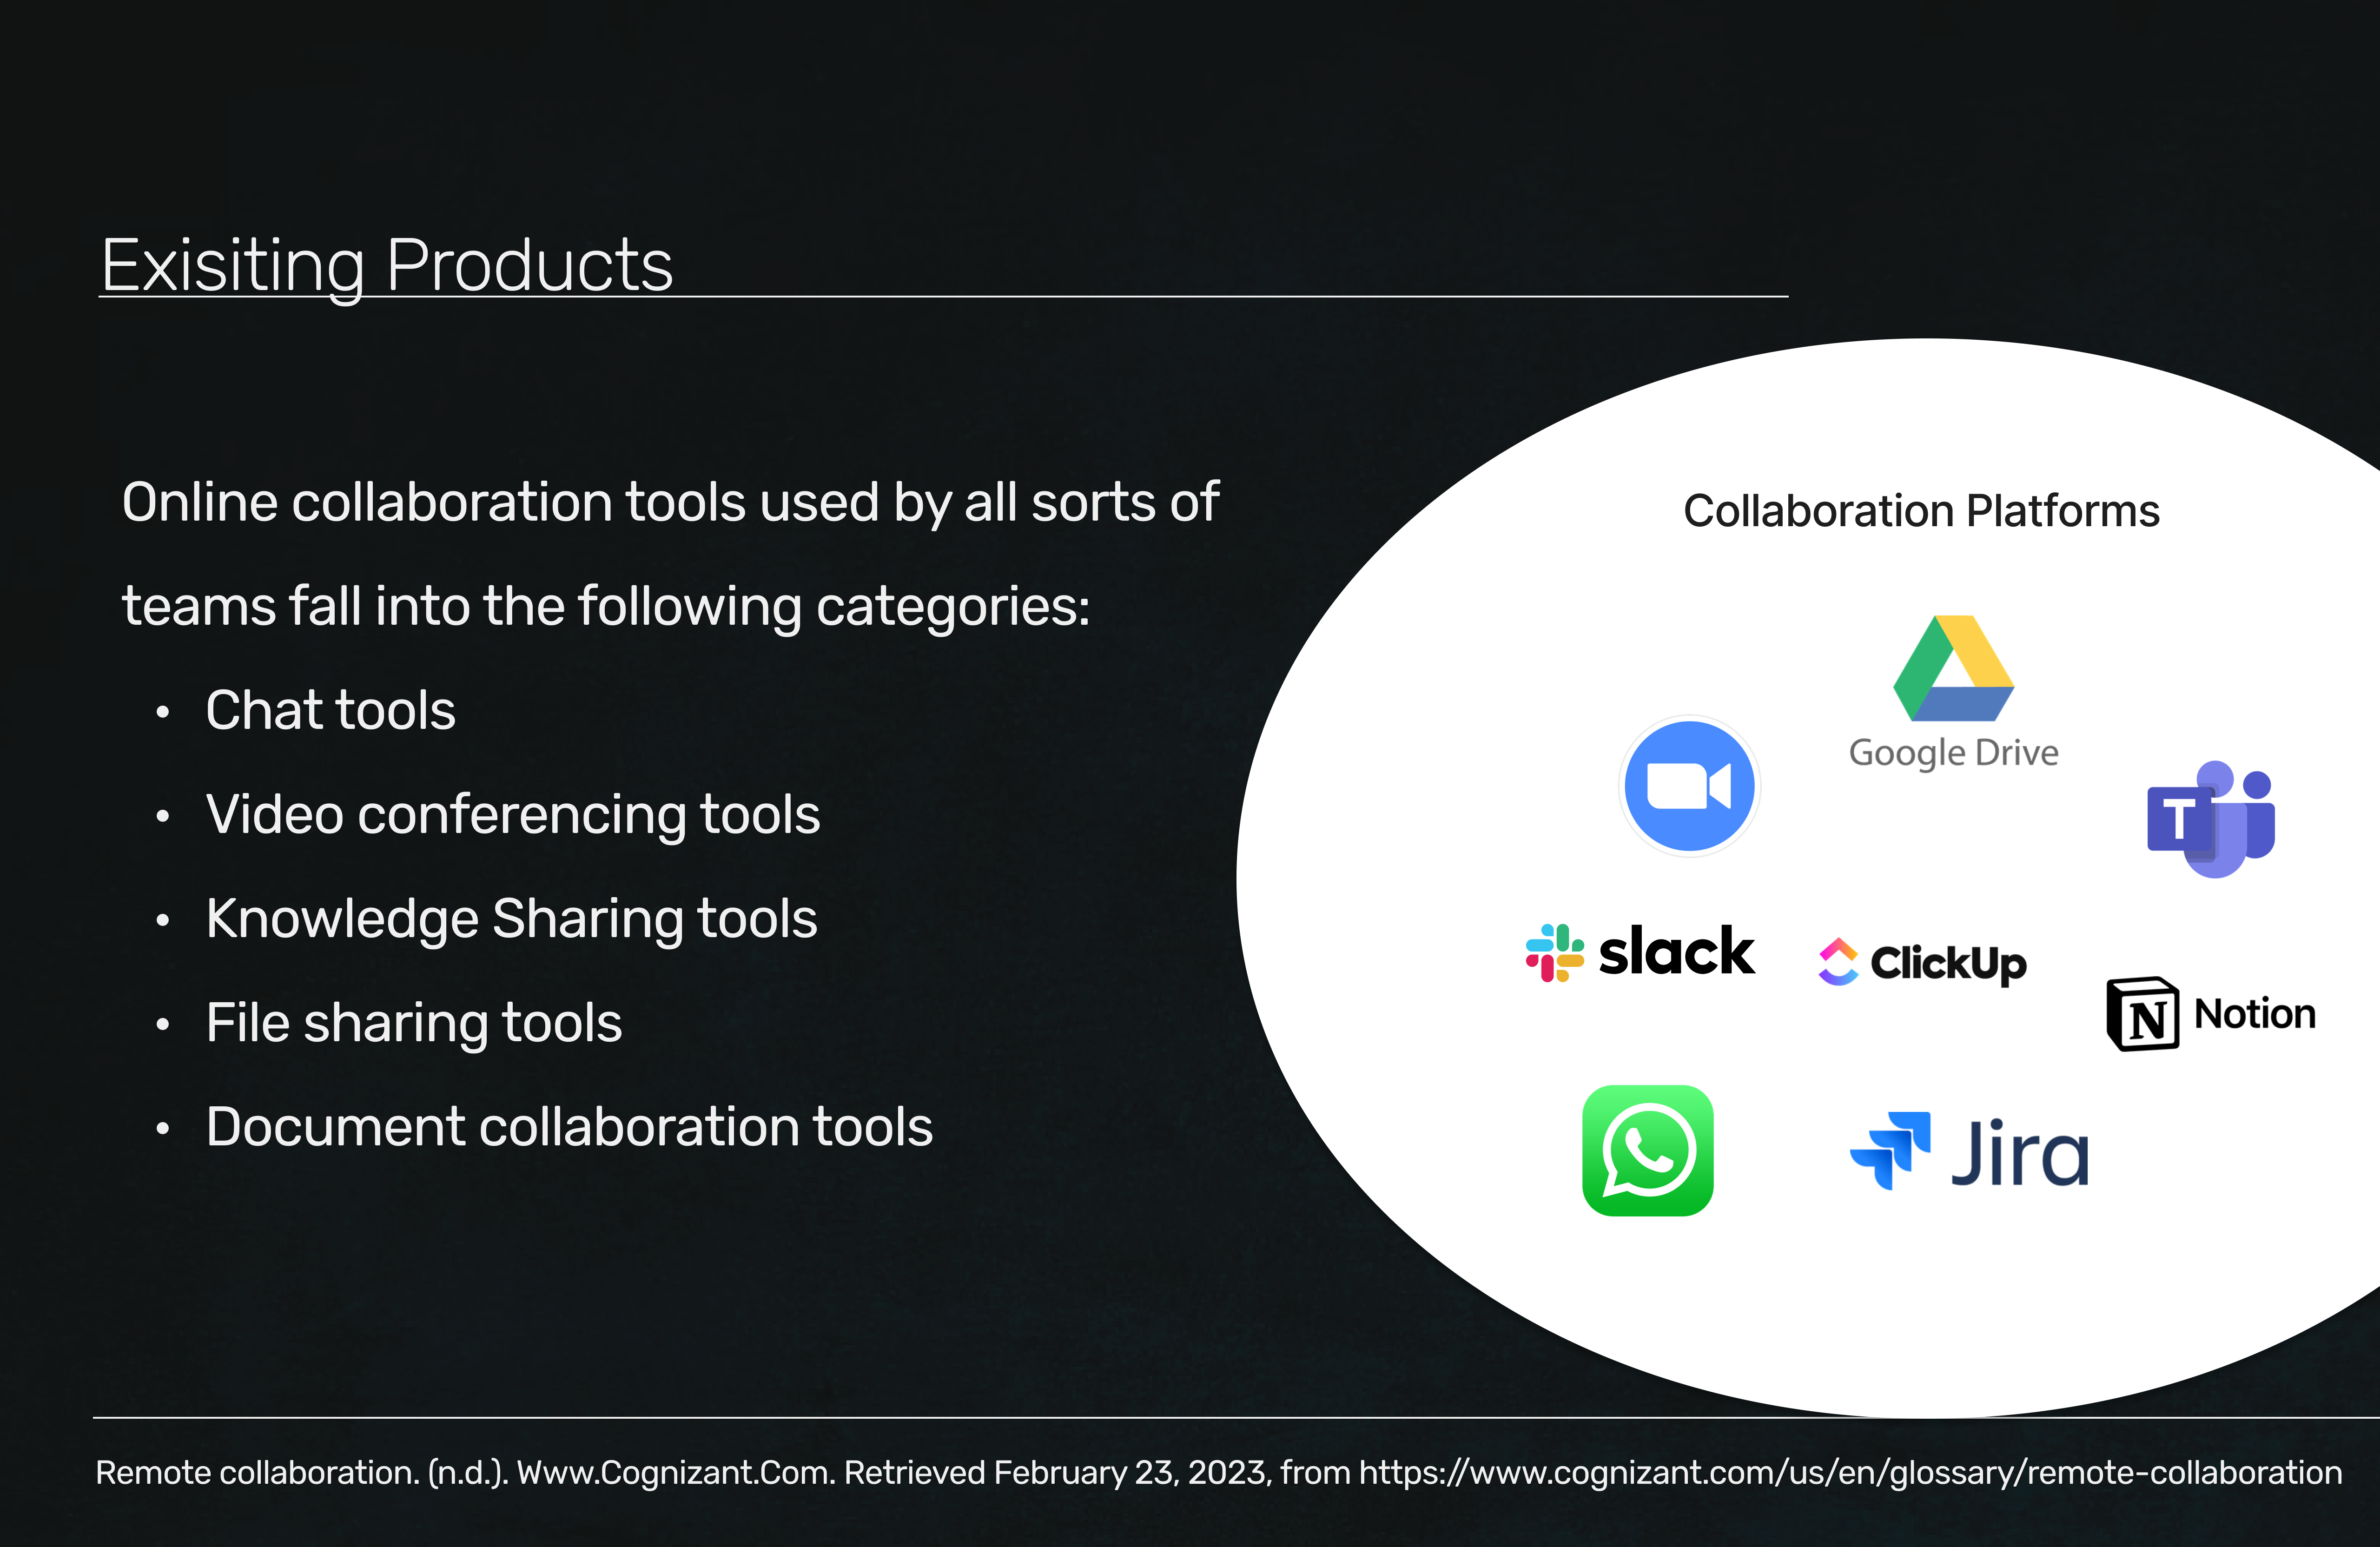 Exisiting Products
Online collaboration tools used by all sorts of
teams fall into the following categories:
• Chat tools
• Video conferencing tools
• Knowledge Sharing tools
• File sharing tools
• Document collaboration tools
Collaboration Platforms
Google Drive
T
slack
ClickUp
N Notion
Jira
Remote collaboration. (n.d.). Www.Cognizant.Com. Retrieved February 23, 2023, from https://www.cognizant.com/us/en/glossary/remote-collaboration